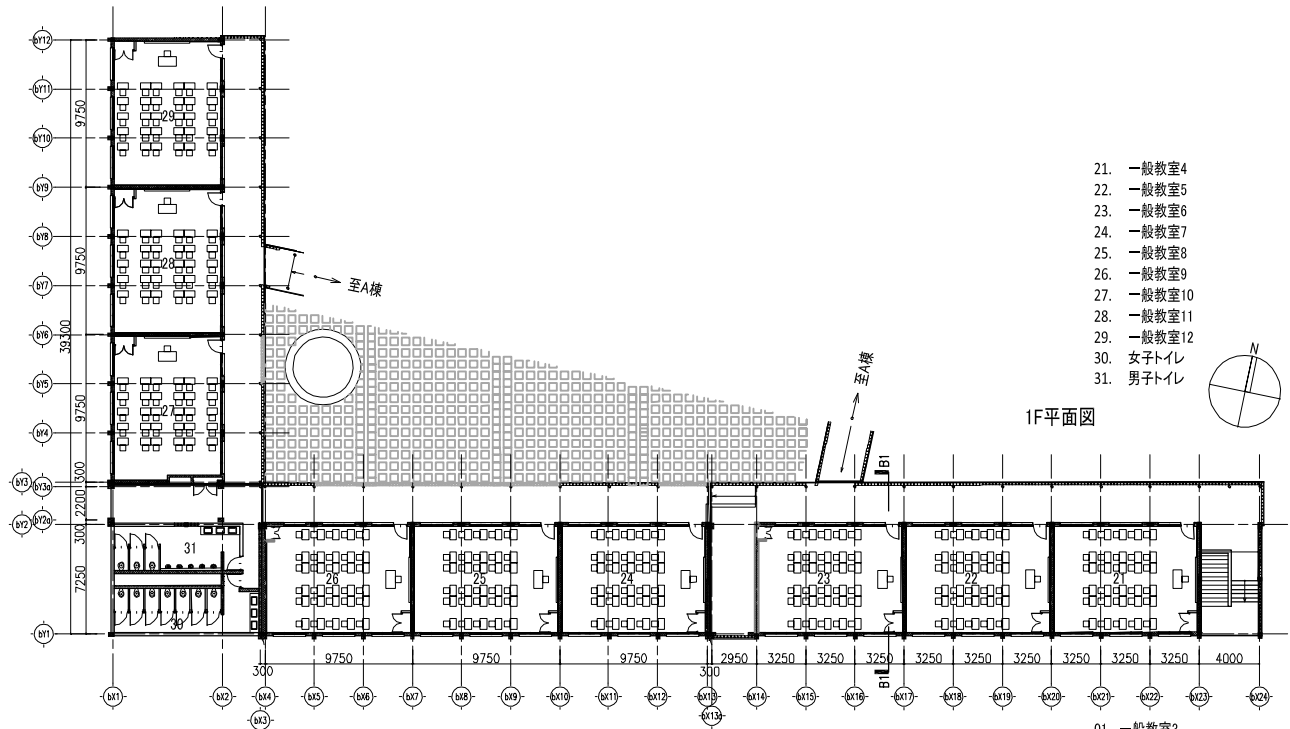 bY12
bY11
9750
29
bY10
21. 一般教室4
22. 一般教室5
bY9
23. 一般教室6
24. 一般教室7
bY8
25. 一般教室8
9750
28
26. 一般教室9
bY7
至A棟
27. 一般教室10
28. 一般教室11
bY6
29. 一般教室12
39300
30. 女子トイレ
N
bY5
31. 男子トイレ
至A棟
9750
27
1F平面図
bY4
B1
bY3
bY3a
300
2200
bY2
bY2a
300
31
7250
26
25
24
23
22
21
30
bY1
9750 9750 9750 2950 3250 3250 3250 3250 3250 3250 3250 3250 3250 4000
300 300
B1
bX1 bX2 bX4 bX5 bX6 bX7 bX8 bX9 bX10 bX11 bX12 bX13 bX14 bX15 bX16 bX17 bX18 bX19 bX20 bX21 bX22 bX23 bX24
bX3 bX13a